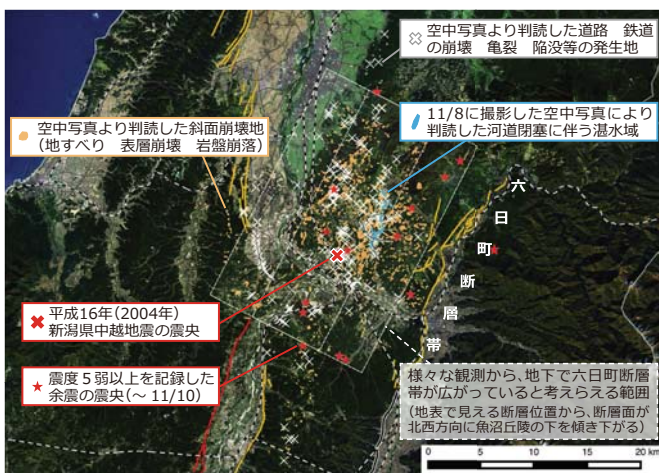 空中写真より判読した道路　鉄道
の崩壊　亀裂　陥没等の発生地
11/8に撮影した空中写真により
判読した河道閉塞に伴う湛水域
空中写真より判読した斜面崩壊地
(地すべり　表層崩壊　岩盤崩落)
六日町断層帯
平成16年(2004年)
新潟県中越地震の震央
震度５弱以上を記録した
余震の震央(～ 11/10)
様々な観測から、地下で六日町断層
帯が広がっていると考えらえる範囲
(地表で見える断層位置から、断層面が
北西方向に魚沼丘陵の下を傾き下がる)
0 5 10 15 20 km